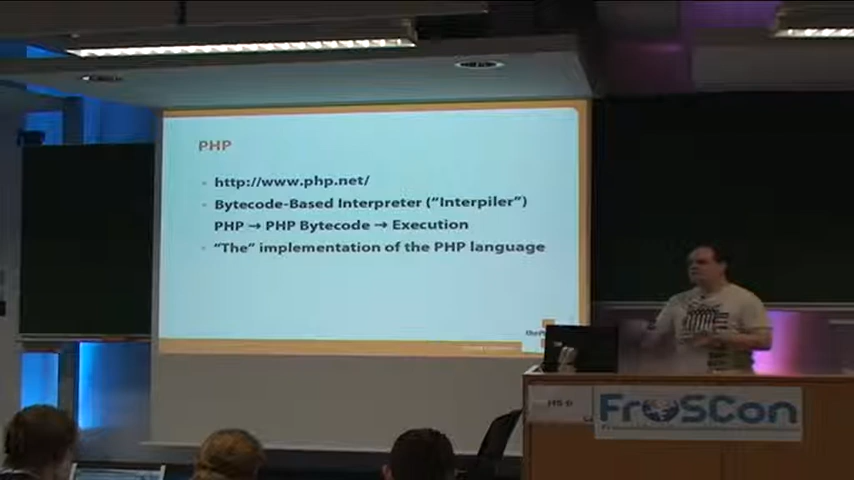 PHP
http://www.php.net/
Bytecode-Based Interpreter ("Interpiler")
PHP → PHP Bytecode → Execution
"The" implementation of the PHP language
FrOSCon